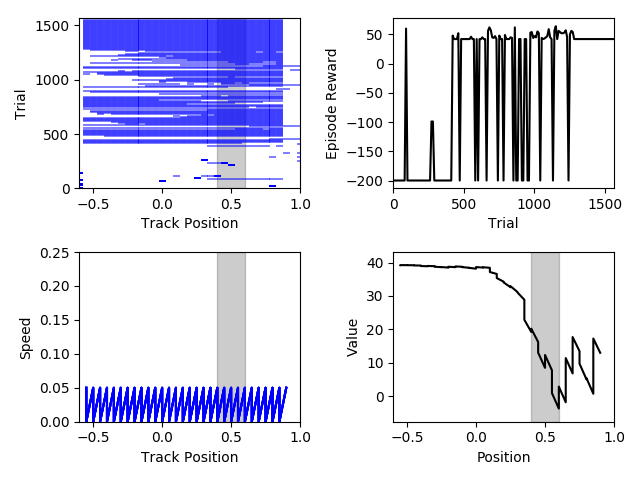 1500
1000
500
0
Trial
−0.5 0.0 0.5 1.0
Track Position
50
0
−50
−100
−150
−200
Episode Reward
0 500 1000 1500
Trial
0.25
0.20
0.15
0.10
0.05
0.00
Speed
−0.5 0.0 0.5 1.0
Track Position
40
30
20
10
0
Value
−0.5 0.0 0.5 1.0
Position